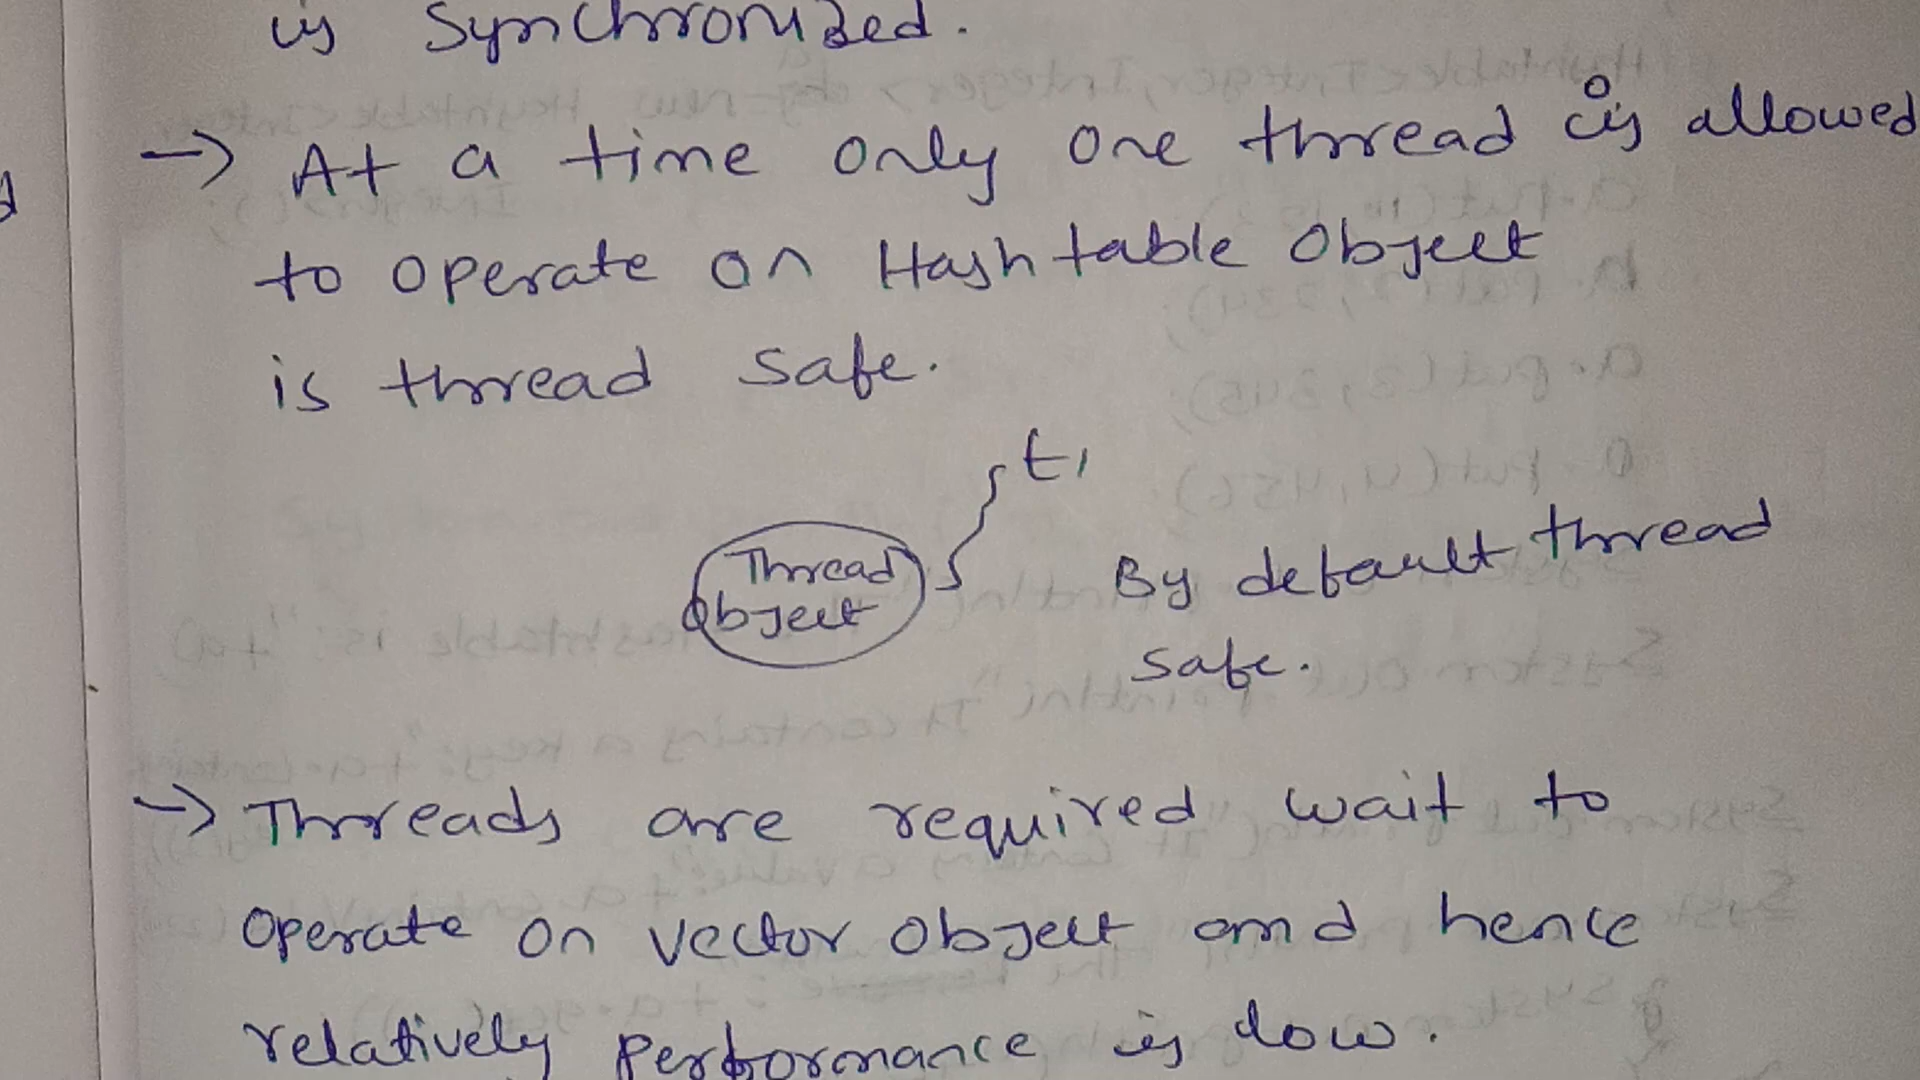 is Synchronized.
→ At a time only one thread is allowed
to operate on Hashtable Object
is thread safe.
t1
Thread
Object
By default thread
safe.
→ Threads are required wait to
Operate on vector Object and hence
relatively Performance is low.